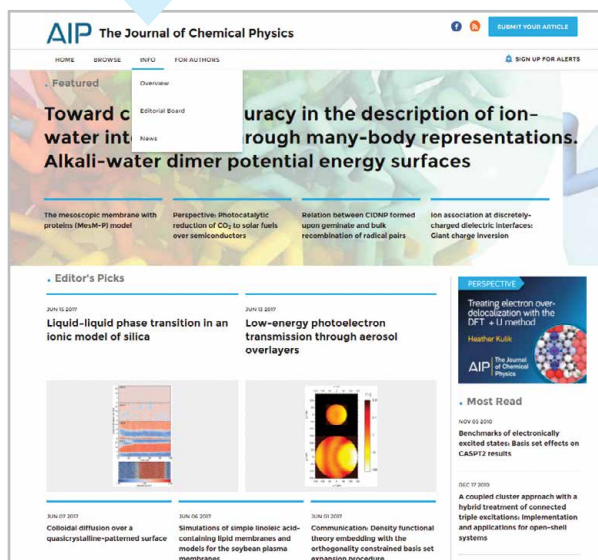 AIP The Journal of Chemical Physics
SUBMIT YOUR ARTICLE
HOME BROWSE INFO FOR AUTHORS
SIGN UP FOR ALERTS
Overview
Editorial Board
News
Featured
Toward c uracy in the description of ion-
water int rough many-body representations.
Alkali-water dimer potential energy surfaces
The mesoscopic membrane with
proteins (MesM-P) model
Perspective: Photocatalytic
reduction of CO₂ to solar fuels
over semiconductors
Relation between CIDNP formed
upon geminate and bulk
recombination of radical pairs
Ion association at discretely-
charged dielectric interfaces:
Giant charge inversion
Editor's Picks
JUN 15 2017
Liquid-liquid phase transition in an
ionic model of silica
JUN 13 2017
Low-energy photoelectron
transmission through aerosol
overlayers
JUN 07 2017
Colloidal diffusion over a
quasicrystalline-patterned surface
JUN 06 2017
Simulations of simple linoleic acid-
containing lipid membranes and
models for the soybean plasma
membranes
JUN 01 2017
Communication: Density functional
theory embedding with the
orthogonality constrained basis set
expansion procedure
PERSPECTIVE
Treating electron over-
delocalization with the
DFT + U method
Heather Kulik
AIP The Journal
of Chemical
Physics
Most Read
NOV 03 2010
Benchmarks of electronically
excited states: Basis set effects on
CASPT2 results
DEC 17 2010
A coupled cluster approach with a
hybrid treatment of connected
triple excitations: Implementation
and applications for open-shell
systems